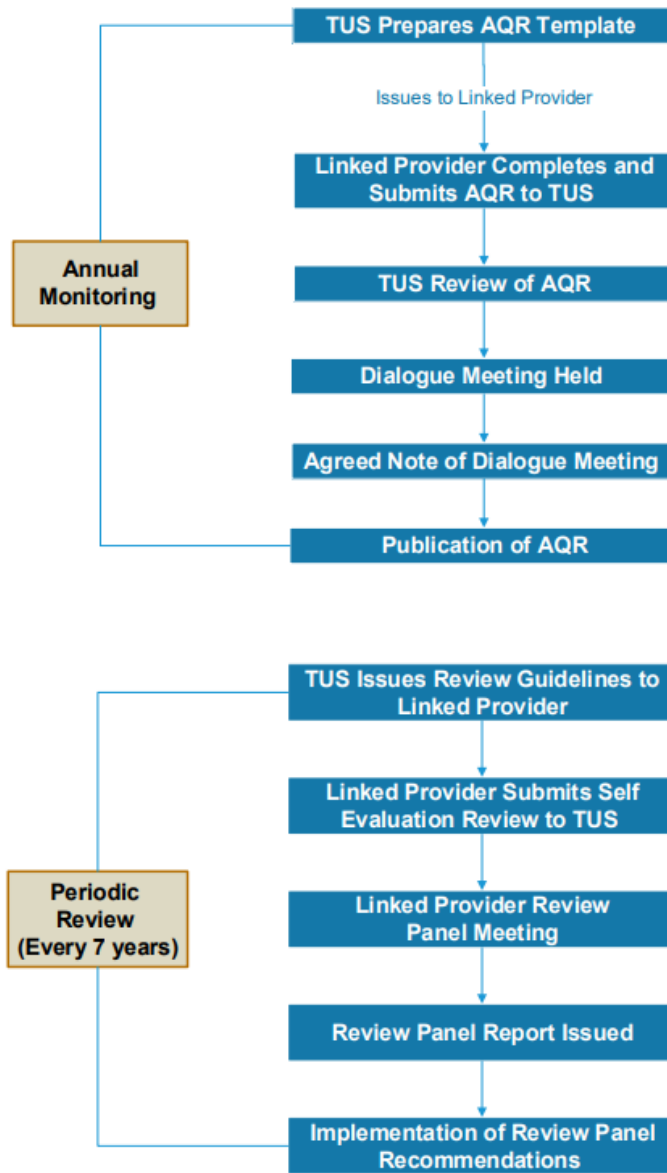 TUS Prepares AQR Template
Issues to Linked Provider
Linked Provider Completes and
Submits AQR to TUS
Annual
Monitoring
TUS Review of AQR
Dialogue Meeting Held
Agreed Note of Dialogue Meeting
Publication of AQR
TUS Issues Review Guidelines to
Linked Provider
Linked Provider Submits Self
Evaluation Review to TUS
Periodic
Review
(Every 7 years)
Linked Provider Review
Panel Meeting
Review Panel Report Issued
Implementation of Review Panel
Recommendations